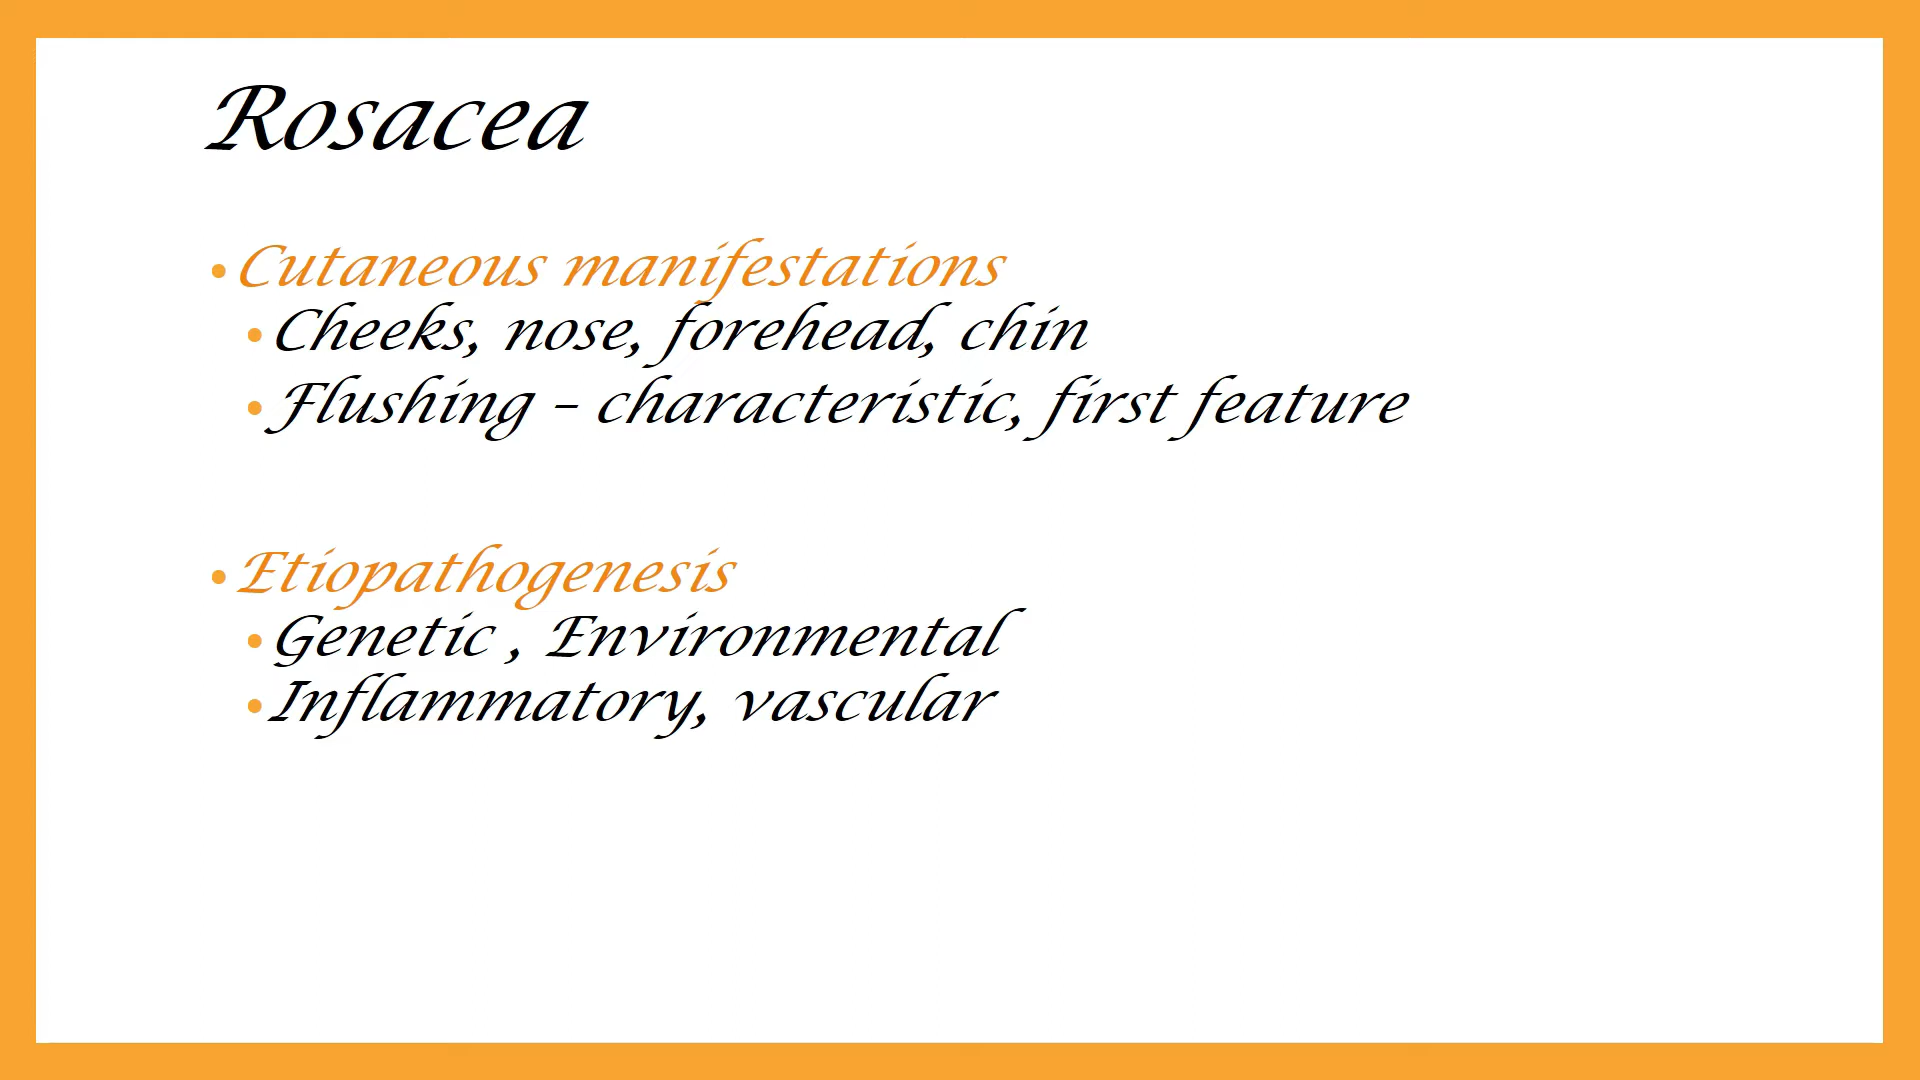 Rosacea
• Cutaneous manifestations
• Cheeks, nose, forehead, chin
• Flushing – characteristic, first feature
• Etiopathogenesis
• Genetic , Environmental
• Inflammatory, vascular